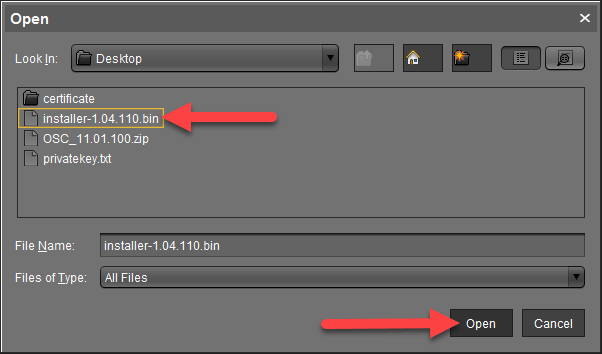 Open
Look In: Desktop
certificate
installer-1.04.110.bin
OSC_11.01.100.zip
privatekey.txt
File Name: installer-1.04.110.bin
Files of Type: All Files
Open Cancel